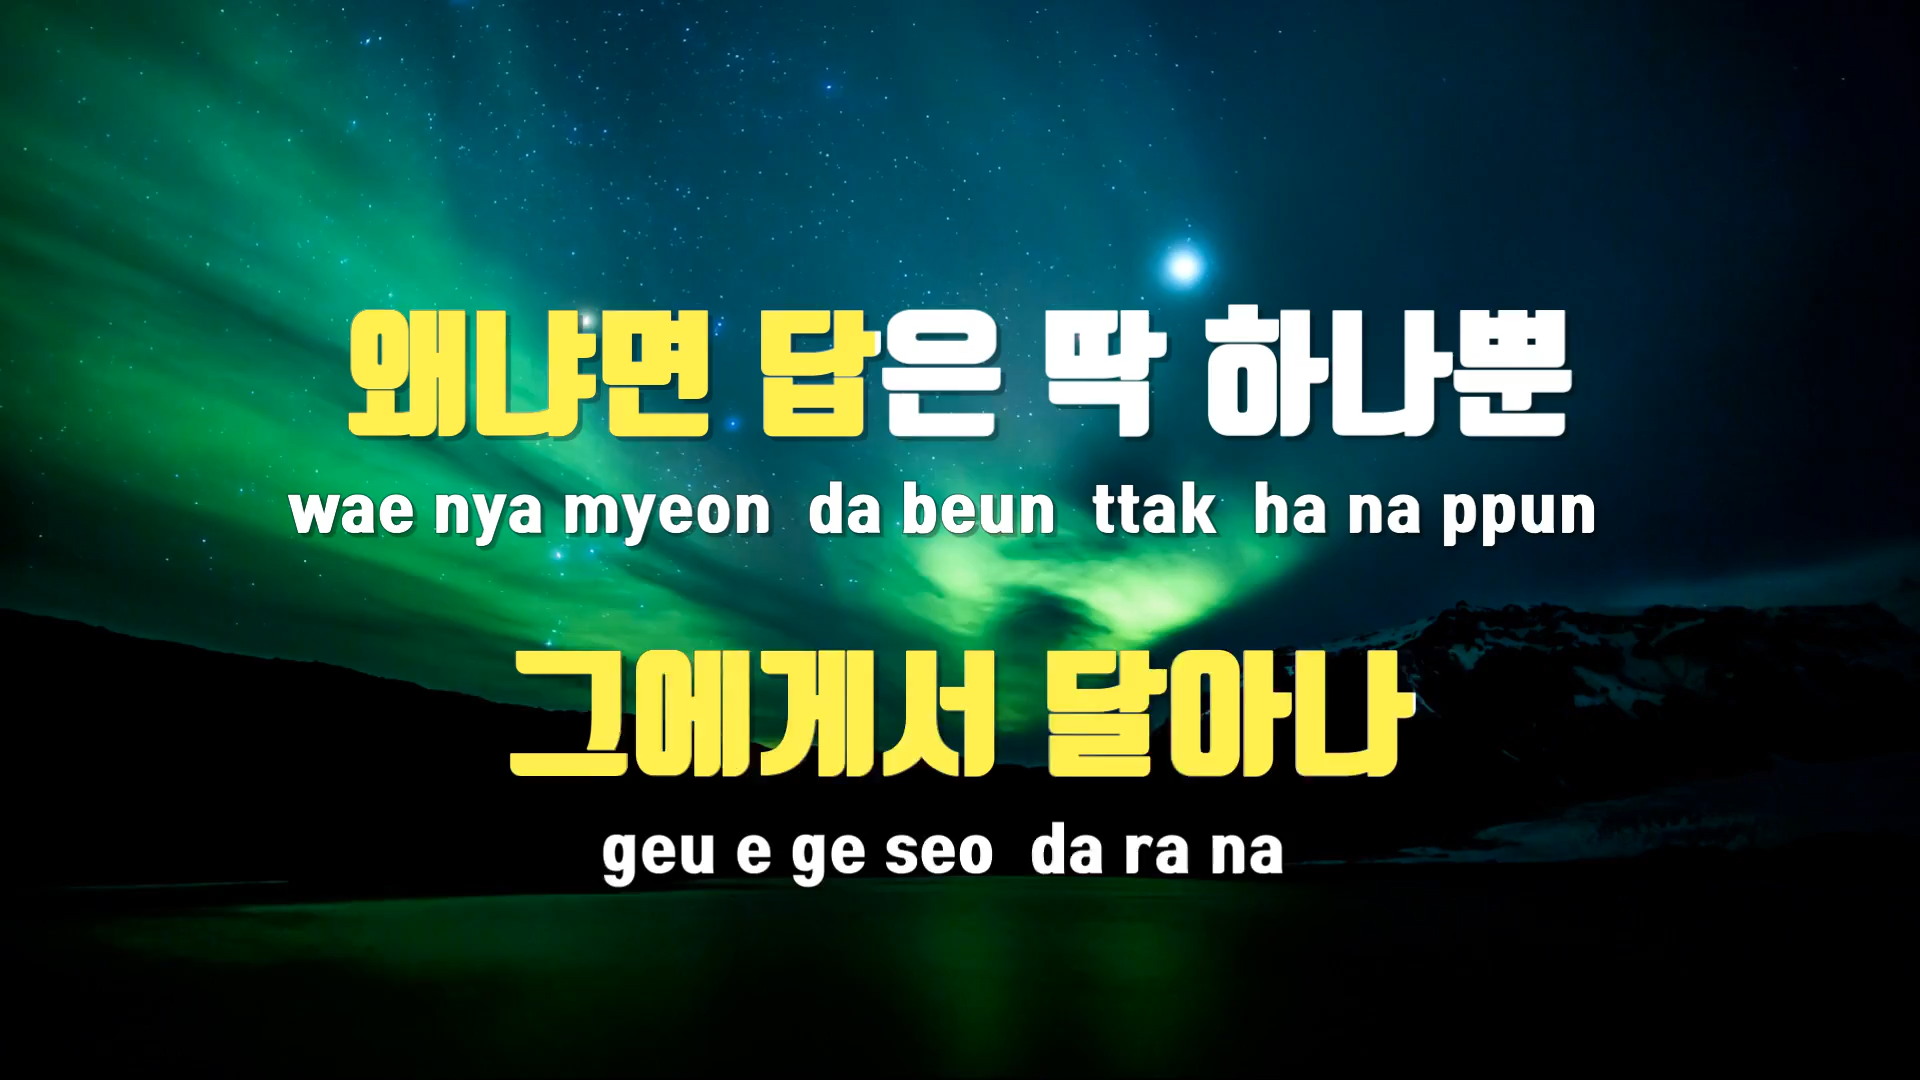 왜냐면 답은 딱 하나뿐
wae nya myeon da beun ttak ha na ppun
그에게서 달아나
geu e ge seo da ra na